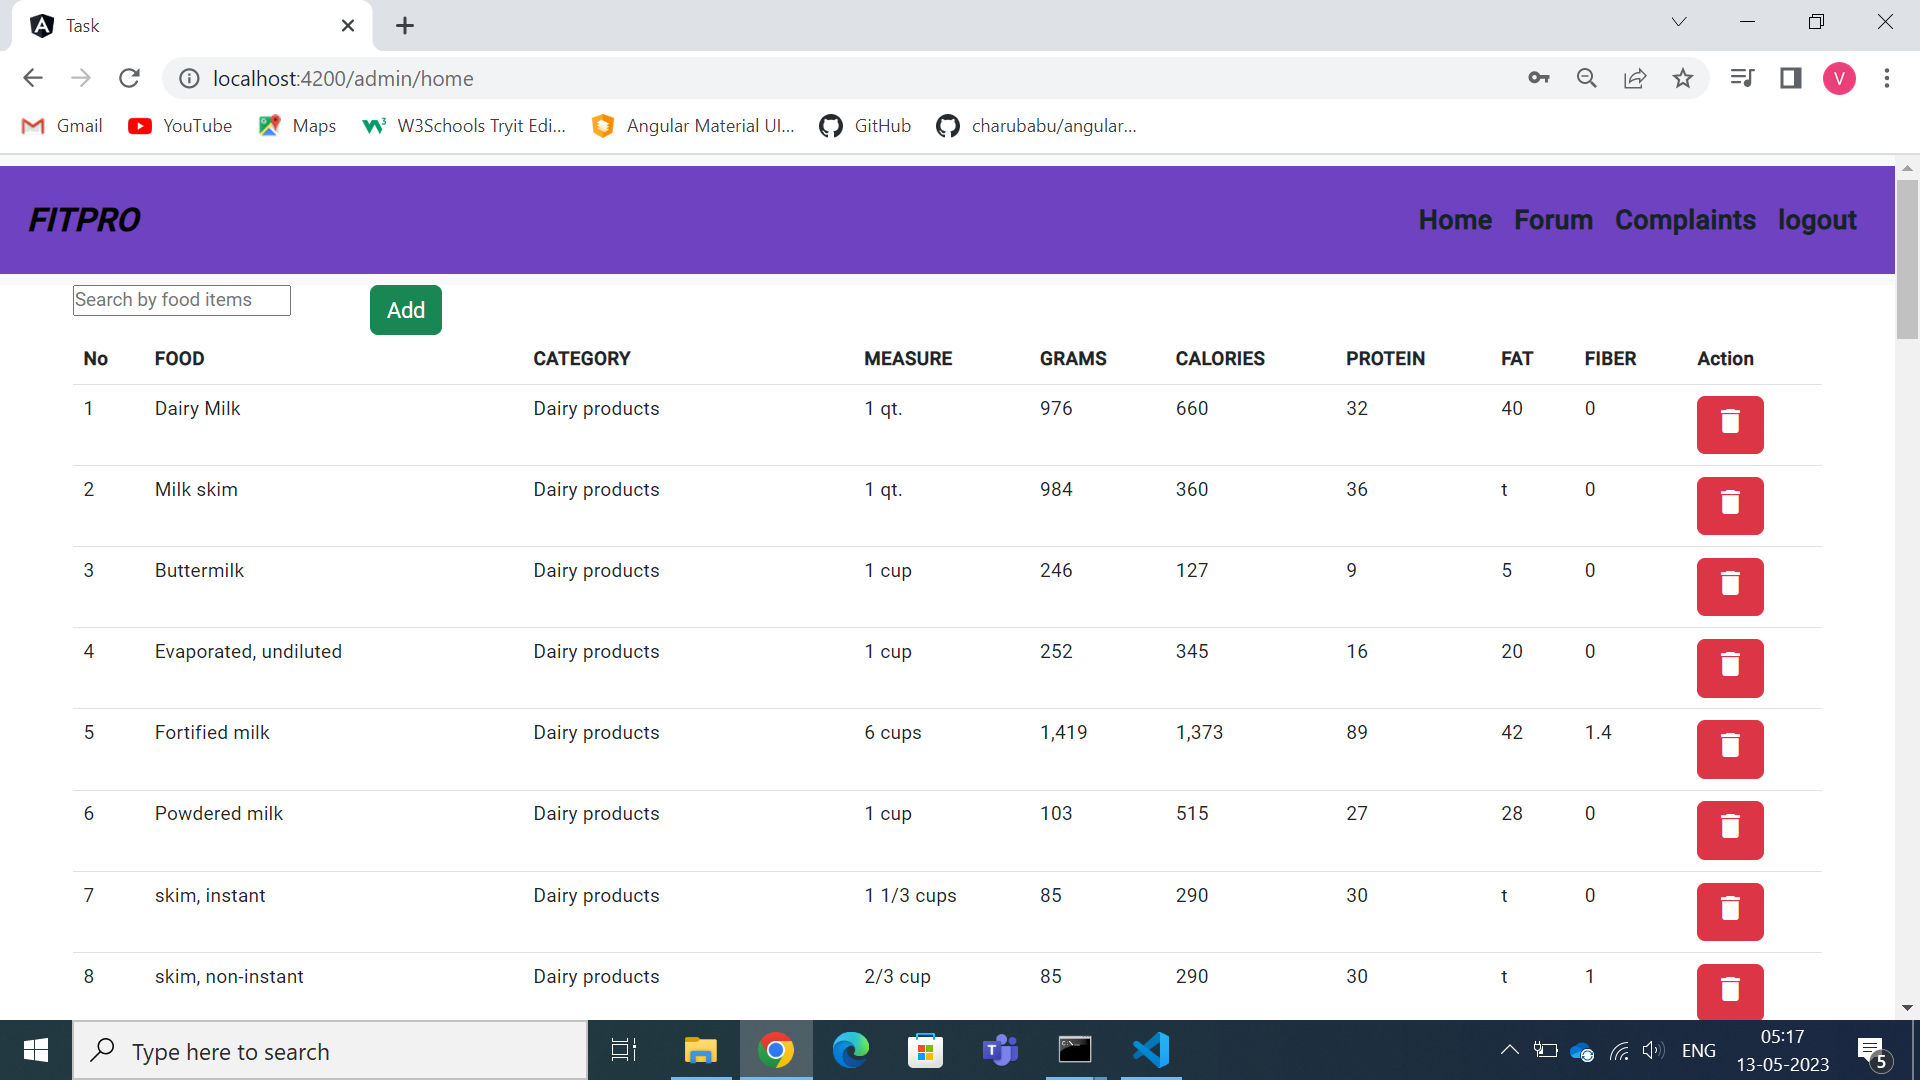 Task
localhost:4200/admin/home
V
Gmail YouTube Maps W3Schools Tryit Edi... Angular Material UI... GitHub charubabu/angular...
FITPRO Home Forum Complaints logout
Search by food items Add
No FOOD CATEGORY MEASURE GRAMS CALORIES PROTEIN FAT FIBER Action
1 Dairy Milk Dairy products 1 qt. 976 660 32 40 0
2 Milk skim Dairy products 1 qt. 984 360 36 t 0
3 Buttermilk Dairy products 1 cup 246 127 9 5 0
4 Evaporated, undiluted Dairy products 1 cup 252 345 16 20 0
5 Fortified milk Dairy products 6 cups 1,419 1,373 89 42 1.4
6 Powdered milk Dairy products 1 cup 103 515 27 28 0
7 skim, instant Dairy products 1 1/3 cups 85 290 30 t 0
8 skim, non-instant Dairy products 2/3 cup 85 290 30 t 1
Type here to search ENG 05:17
13-05-2023 5